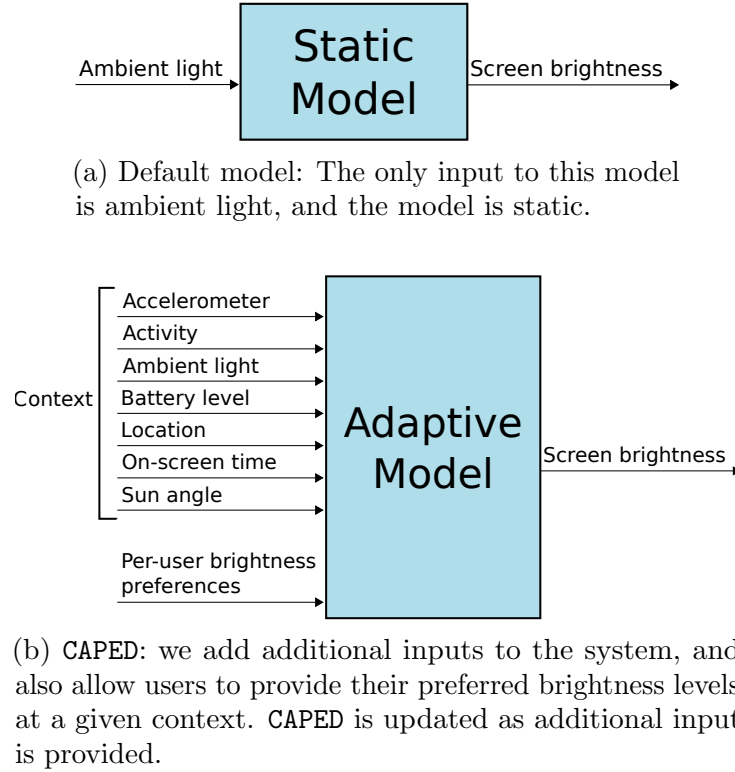 Ambient light
Static
Model
Screen brightness
(a) Default model: The only input to this model
is ambient light, and the model is static.
Context
Accelerometer
Activity
Ambient light
Battery level
Location
On-screen time
Sun angle
Per-user brightness
preferences
Adaptive
Model
Screen brightness
(b) CAPED: we add additional inputs to the system, and
also allow users to provide their preferred brightness levels
at a given context. CAPED is updated as additional input
is provided.